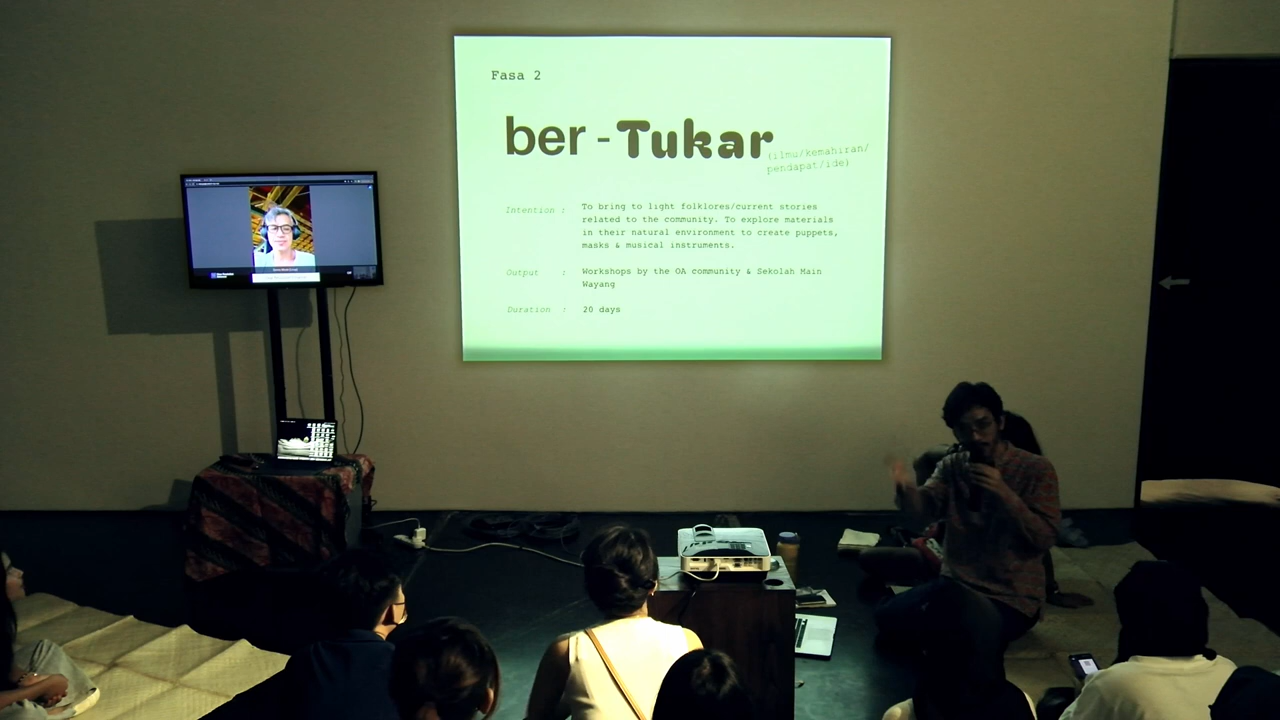 Fasa 2
ber - Tukar
(ilmu/kemahiran/
pendapat/ide)
Intention : To bring to light folklores/current stories
related to the community. To explore materials
in their natural environment to create puppets,
masks & musical instruments.
Output : Workshops by the OA community & Sekolah Main
Wayang
Duration : 20 days